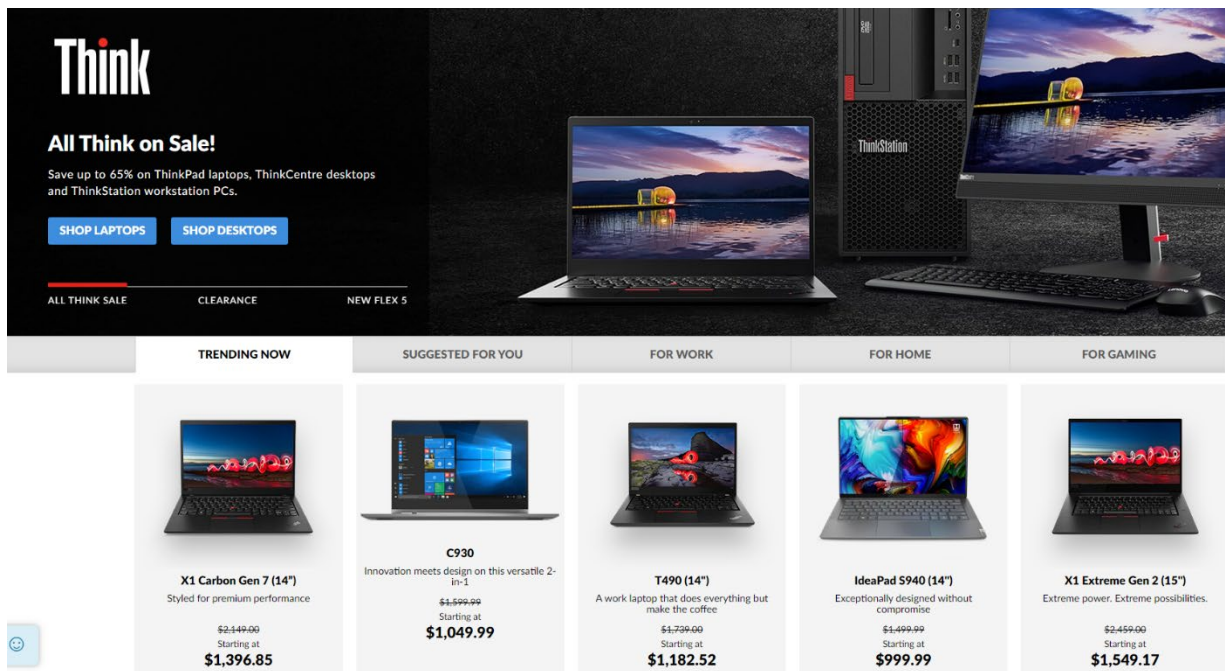 Think
All Think on Sale!
Save up to 65% on ThinkPad laptops, ThinkCentre desktops
and ThinkStation workstation PCs.
SHOP LAPTOPS
SHOP DESKTOPS
ALL THINK SALE
CLEARANCE
NEW FLEX 5
ThinkStation
TRENDING NOW
SUGGESTED FOR YOU
FOR WORK
FOR HOME
FOR GAMING
X1 Carbon Gen 7 (14")
Styled for premium performance
$2,149.00
Starting at
$1,396.85
C930
Innovation meets design on this versatile 2-
in-1
$1,599.99
Starting at
$1,049.99
T490 (14")
A work laptop that does everything but
make the coffee
$1,739.00
Starting at
$1,182.52
IdeaPad S940 (14")
Exceptionally designed without
compromise
$1,499.99
Starting at
$999.99
X1 Extreme Gen 2 (15")
Extreme power. Extreme possibilities.
$2,459.00
Starting at
$1,549.17